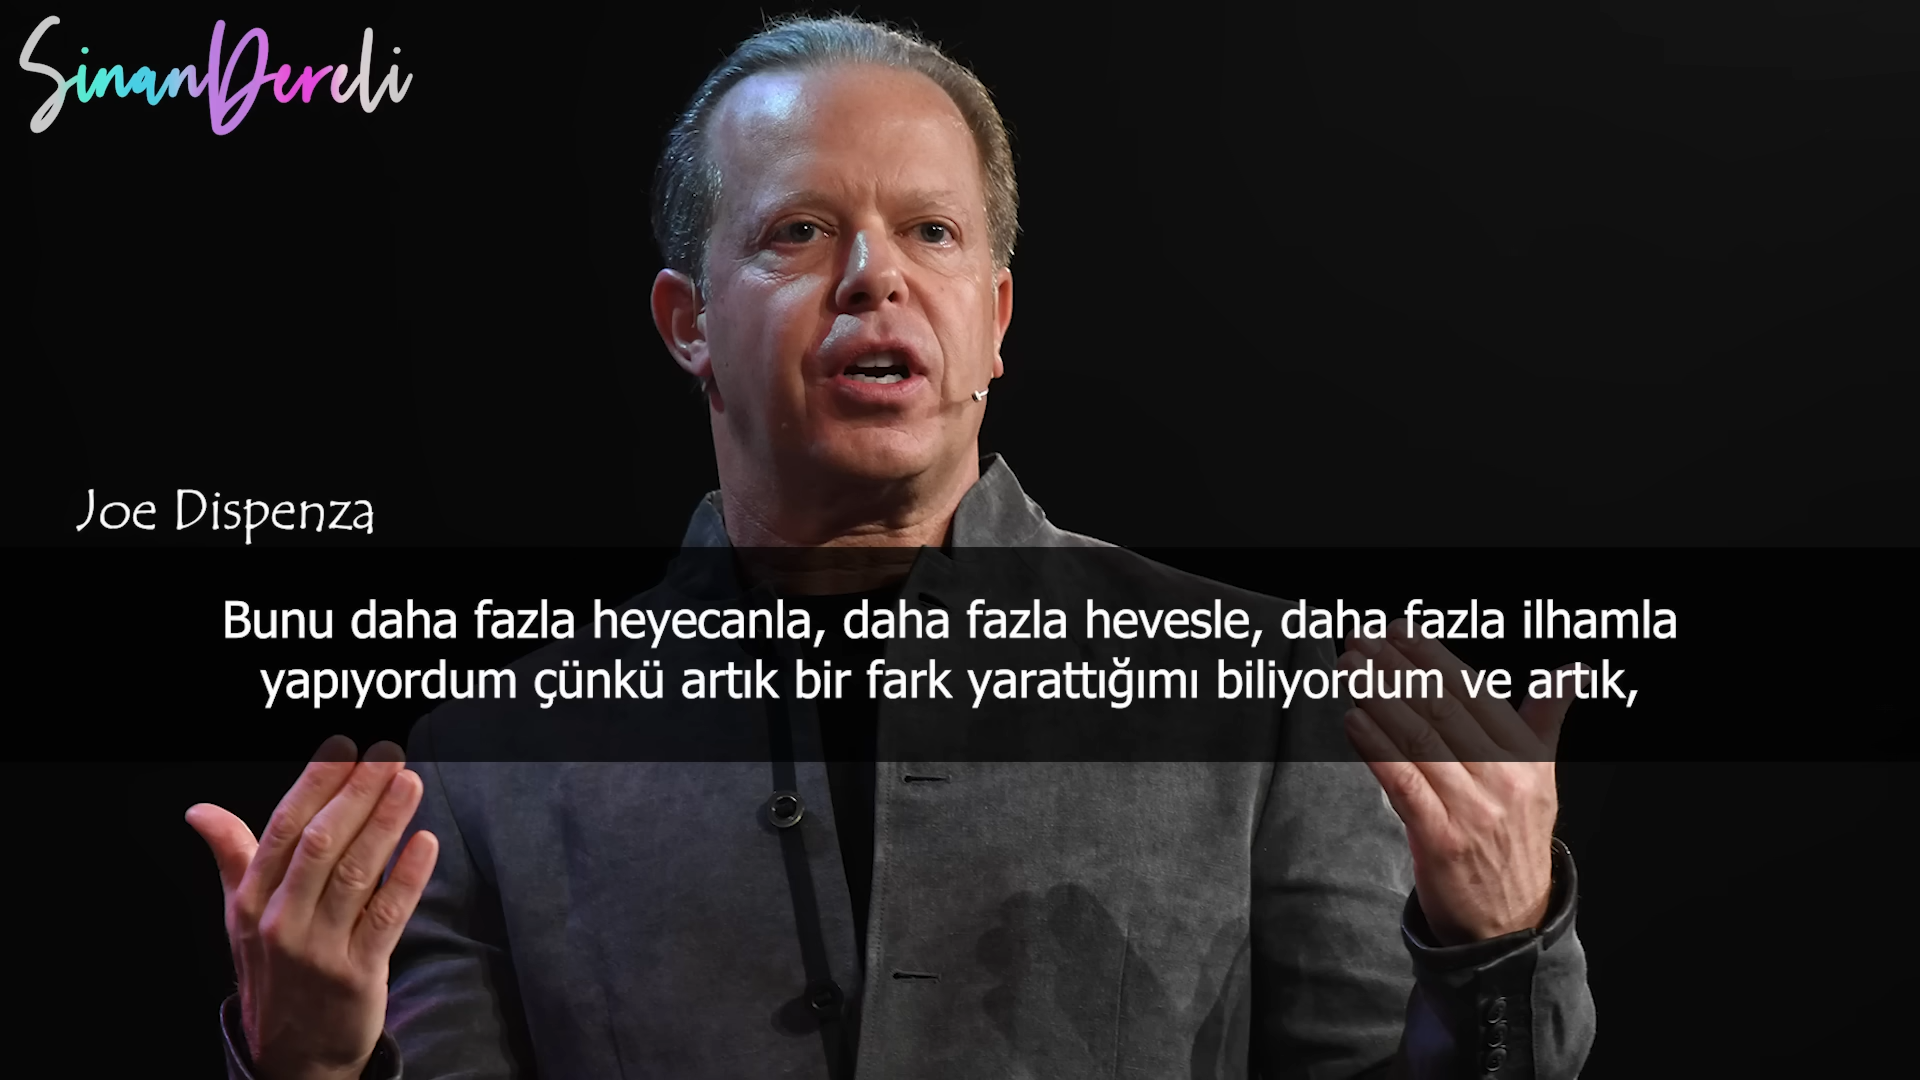 SinanDereli
Joe Dispenza
Bunu daha fazla heyecanla, daha fazla hevesle, daha fazla ilhamla
yapıyordum çünkü artık bir fark yarattığımı biliyordum ve artık,